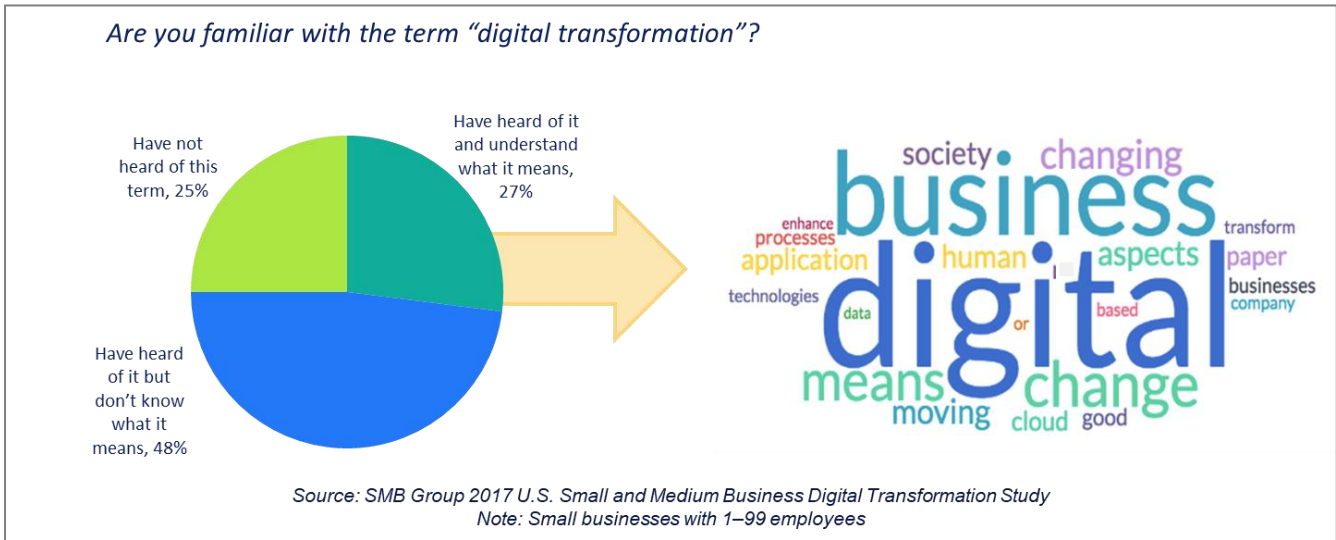 Are you familiar with the term “digital transformation”?
Have not
heard of this
term, 25%
Have heard of it
and understand
what it means,
27%
Have heard
of it but
don’t know
what it
means, 48%
society changing
business
enhance
processes
transform
application
human
aspects
paper
digital
technologies
businesses
data
or
based
company
means
change
moving
cloud
good
Source: SMB Group 2017 U.S. Small and Medium Business Digital Transformation Study
Note: Small businesses with 1–99 employees